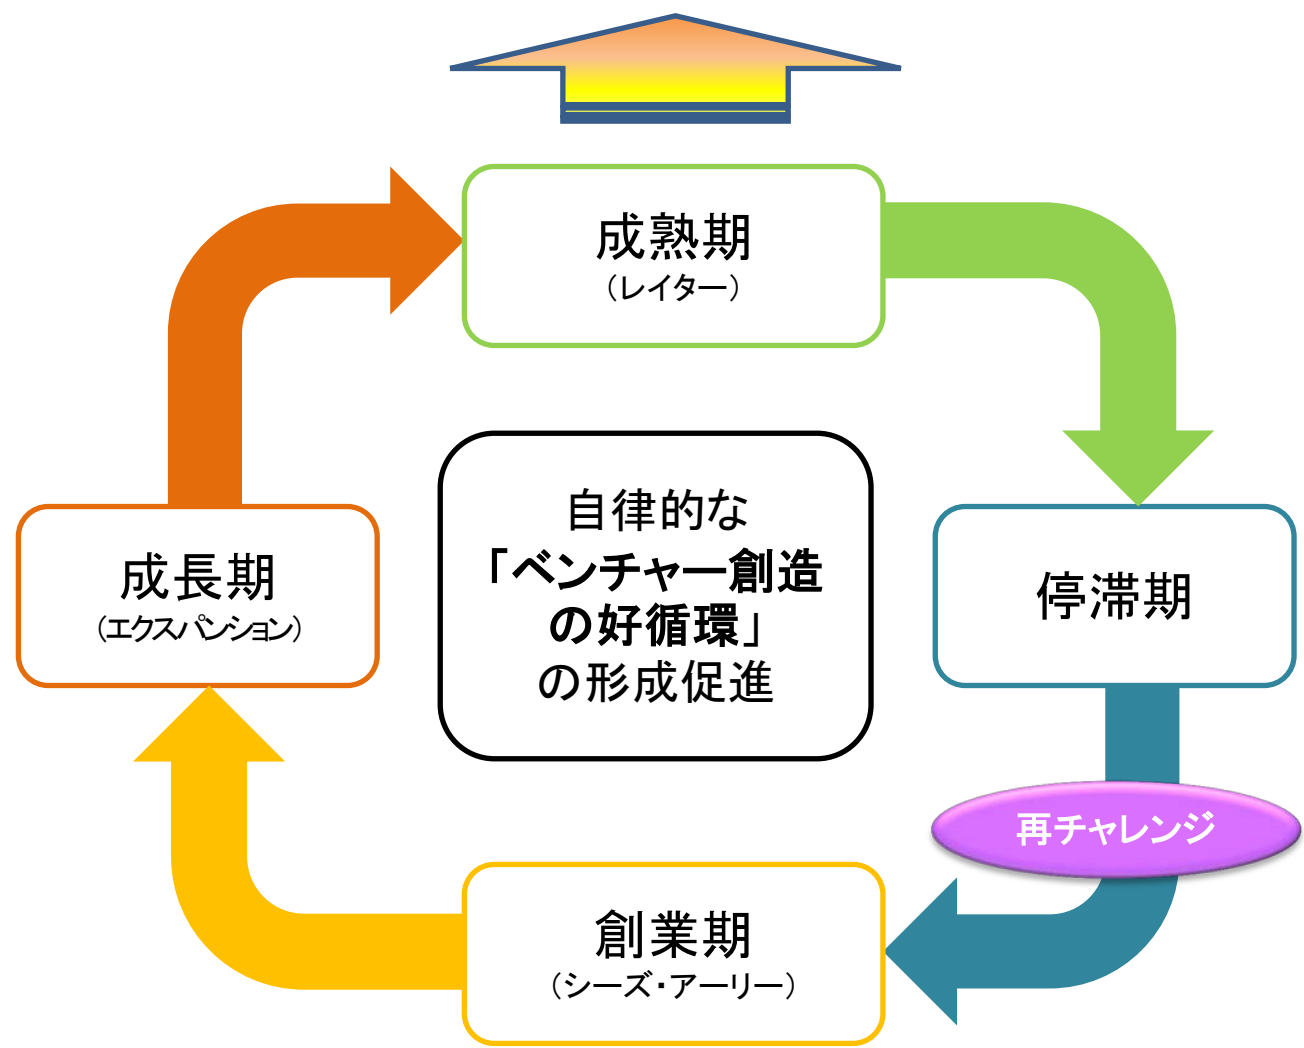 成熟期
（レイター）
自律的な
「ベンチャー創造
の好循環」
の形成促進
成長期
（エクスパンション）
停滞期
再チャレンジ
創業期
（シーズ・アーリー）